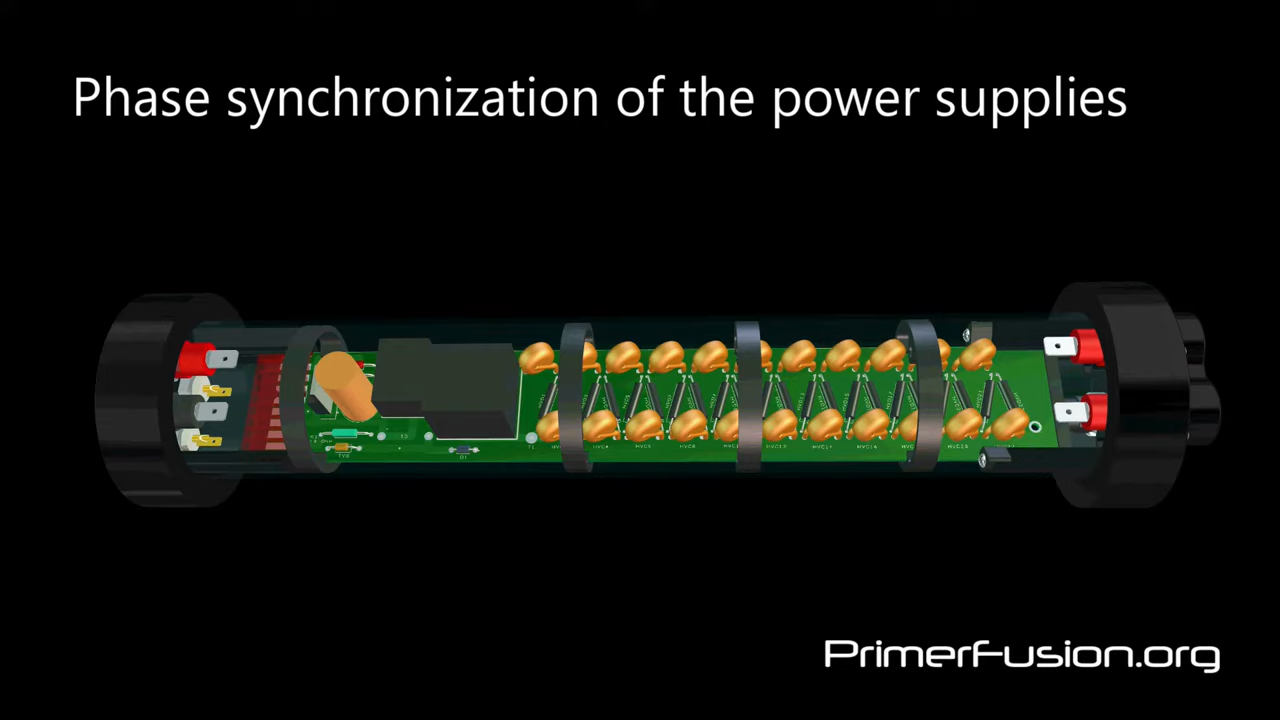 Phase synchronization of the power supplies
PrimerFusion.org